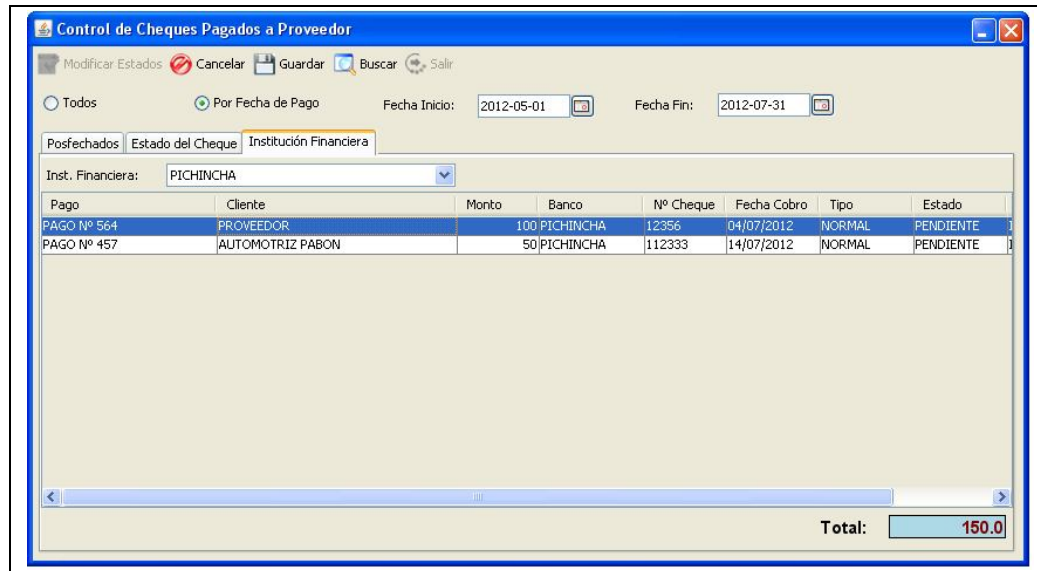 Control de Cheques Pagados a Proveedor
Modificar Estados Cancelar Guardar Buscar Salir
Todos Por Fecha de Pago Fecha Inicio: 2012-05-01 Fecha Fin: 2012-07-31
Posfechados Estado del Cheque Institución Financiera
Inst. Financiera: PICHINCHA
Pago Cliente Monto Banco Nº Cheque Fecha Cobro Tipo Estado
PAGO Nº 564 PROVEEDOR 100 PICHINCHA 12356 04/07/2012 NORMAL PENDIENTE
PAGO Nº 457 AUTOMOTRIZ PABON 50 PICHINCHA 112333 14/07/2012 NORMAL PENDIENTE
Total: 150.0